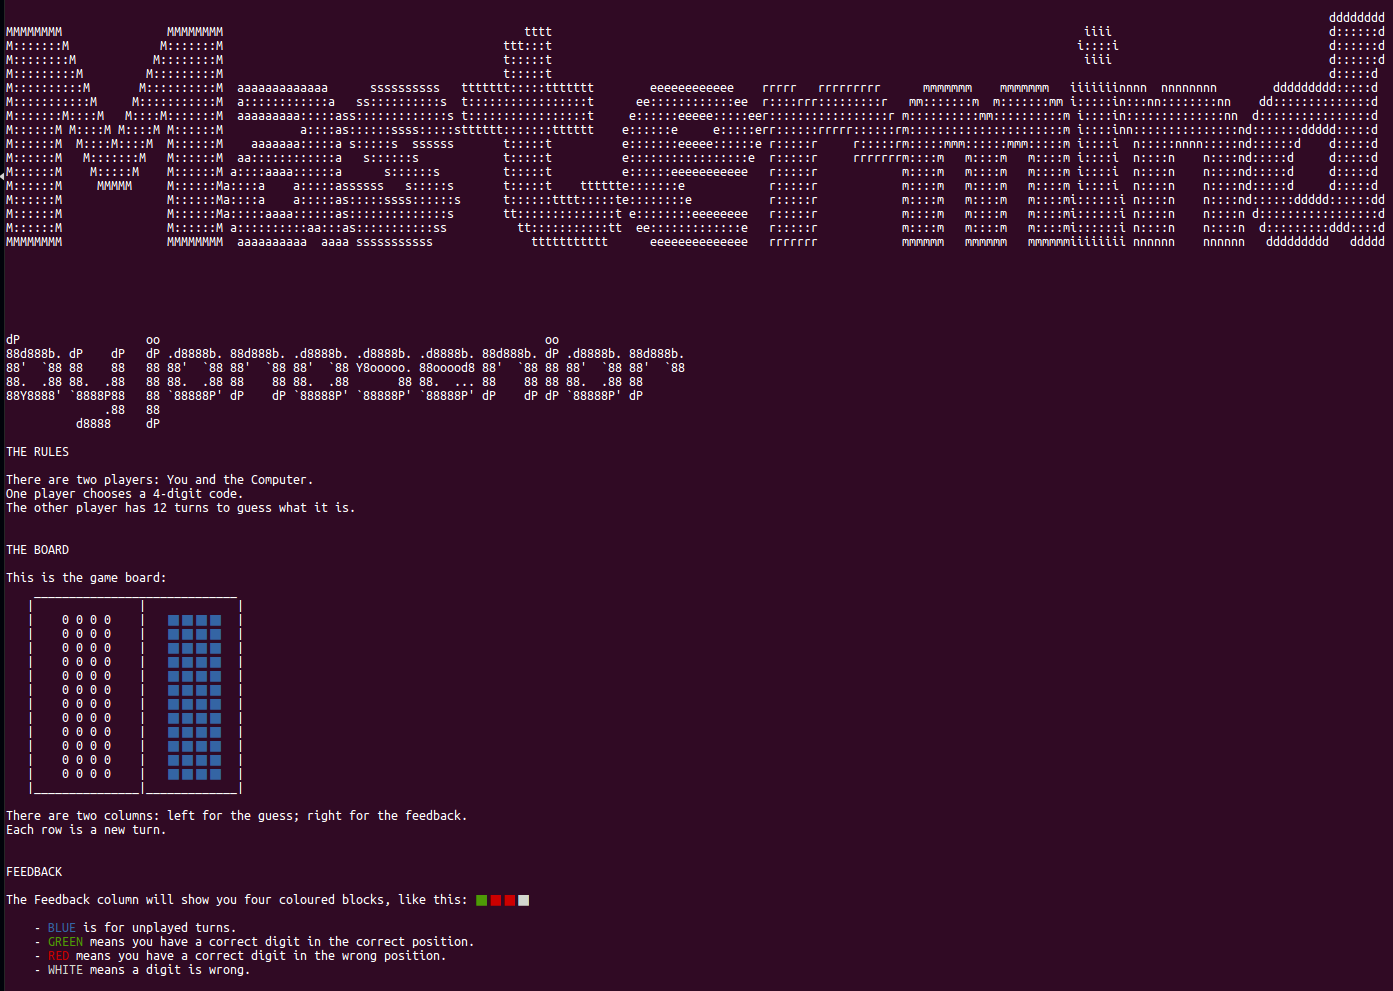 Mastermind
by jonosenior
THE RULES
There are two players: You and the Computer.
One player chooses a 4-digit code.
The other player has 12 turns to guess what it is.
THE BOARD
This is the game board:
0 0 0 0
0 0 0 0
0 0 0 0
0 0 0 0
0 0 0 0
0 0 0 0
0 0 0 0
0 0 0 0
0 0 0 0
0 0 0 0
0 0 0 0
0 0 0 0
There are two columns: left for the guess; right for the feedback.
Each row is a new turn.
FEEDBACK
The Feedback column will show you four coloured blocks, like this:
- BLUE is for unplayed turns.
- GREEN means you have a correct digit in the correct position.
- RED means you have a correct digit in the wrong position.
- WHITE means a digit is wrong.